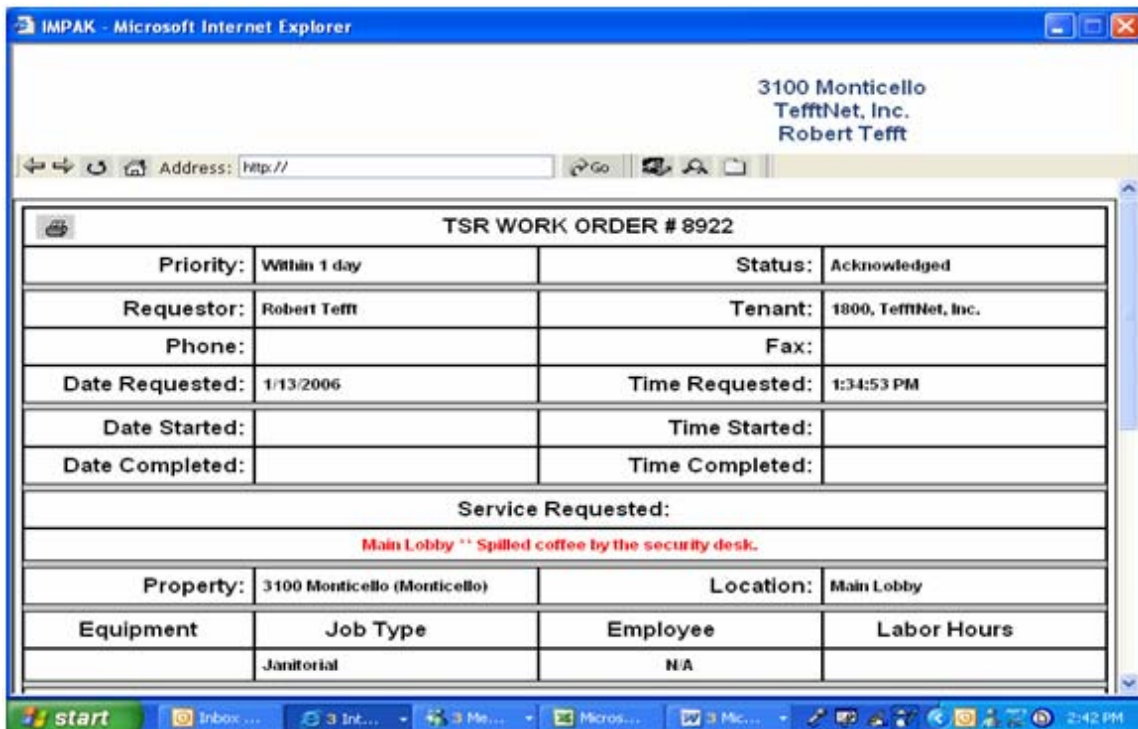 IMPAK - Microsoft Internet Explorer
3100 Monticello
TefftNet, Inc.
Robert Tefft
Address: http:// Go
TSR WORK ORDER # 8922
Priority: Within 1 day Status: Acknowledged
Requestor: Robert Tefft Tenant: 1800, TefftNet, Inc.
Phone: Fax:
Date Requested: 1/13/2006 Time Requested: 1:34:53 PM
Date Started: Time Started:
Date Completed: Time Completed:
Service Requested:
Main Lobby ** Spilled coffee by the security desk.
Property: 3100 Monticello (Monticello) Location: Main Lobby
Equipment Job Type Employee Labor Hours
Janitorial N/A
start Inbox ... 3 Int... 3 Me... Micros... 3 Mic... 2:42 PM